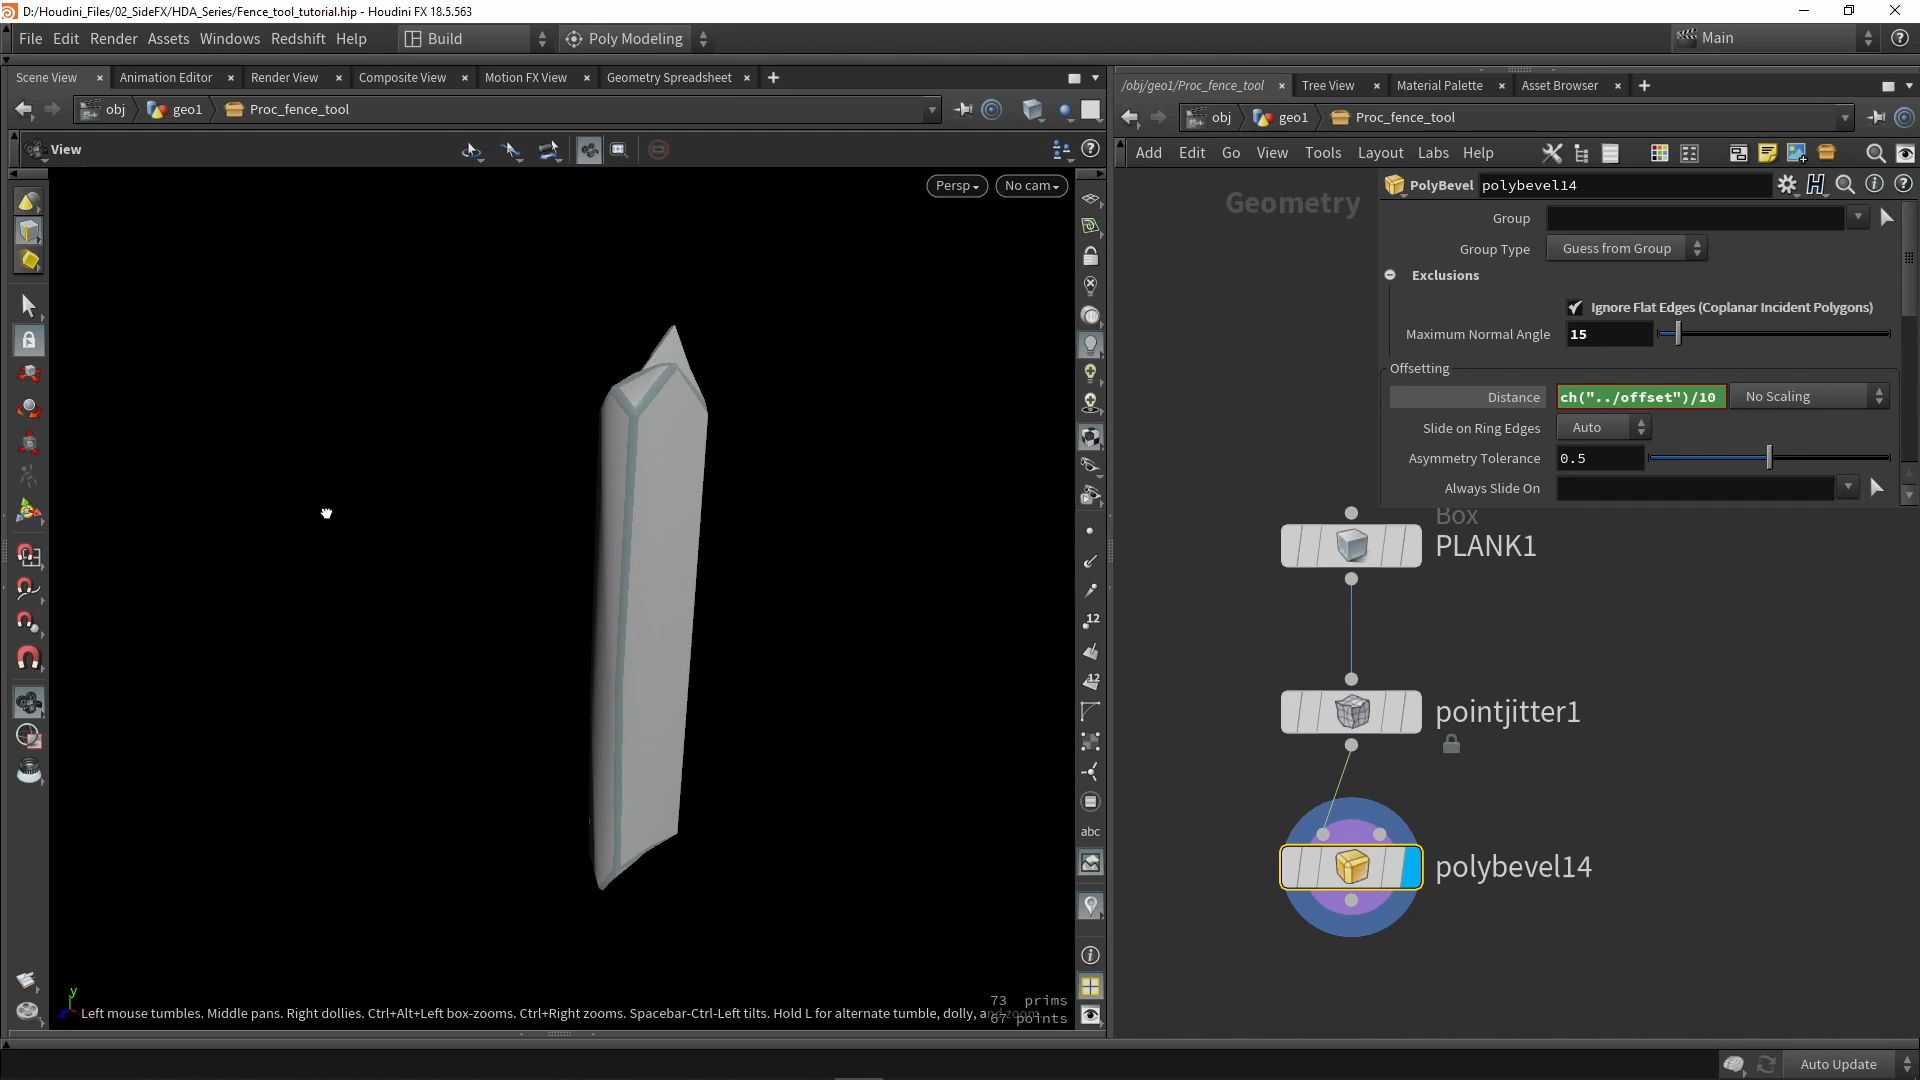 D:/Houdini_Files/02_SideFX/HDA_Series/Fence_tool_tutorial.hip - Houdini FX 18.5.563
File Edit Render Assets Windows Redshift Help Build Poly Modeling Main
Scene View Animation Editor Render View Composite View Motion FX View Geometry Spreadsheet
obj geo1 Proc_fence_tool
View
Persp No cam
/obj/geo1/Proc_fence_tool Tree View Material Palette Asset Browser
obj geo1 Proc_fence_tool
Add Edit Go View Tools Layout Labs Help
Geometry
PolyBevel polybevel14
Group
Group Type Guess from Group
Exclusions
Ignore Flat Edges (Coplanar Incident Polygons)
Maximum Normal Angle 15
Offsetting
Distance ch("../offset")/10 No Scaling
Slide on Ring Edges Auto
Asymmetry Tolerance 0.5
Always Slide On
Box
PLANK1
pointjitter1
polybevel14
12
12
abc
y
z
73 prims
67 points
Left mouse tumbles. Middle pans. Right dollies. Ctrl+Alt+Left box-zooms. Ctrl+Right zooms. Spacebar-Ctrl-Left tilts. Hold L for alternate tumble, dolly, and zoom.
Auto Update